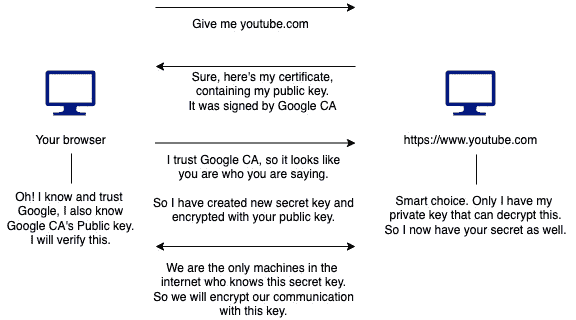 Give me youtube.com
Sure, here's my certificate,
containing my public key.
It was signed by Google CA
Your browser
https://www.youtube.com
I trust Google CA, so it looks like
you are who you are saying.
So I have created new secret key and
encrypted with your public key.
Oh! I know and trust
Google, I also know
Google CA's Public key.
I will verify this.
Smart choice. Only I have my
private key that can decrypt this.
So I now have your secret as well.
We are the only machines in the
internet who knows this secret key.
So we will encrypt our communication
with this key.